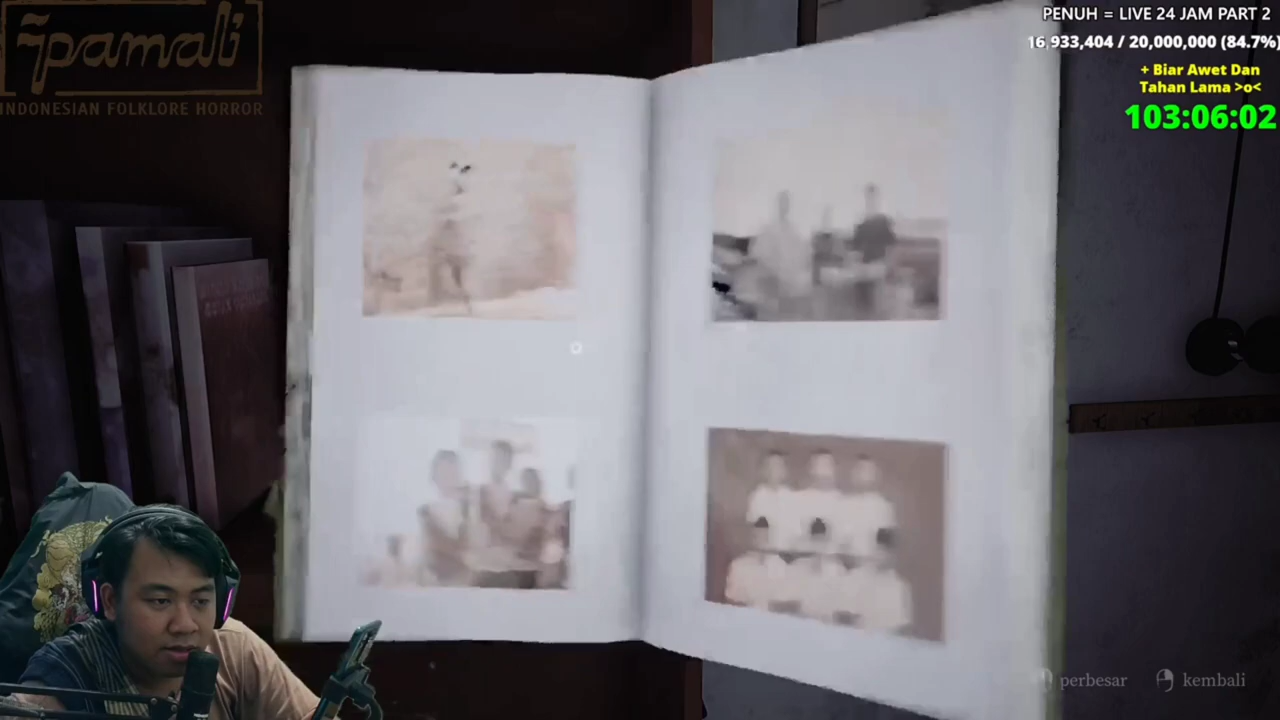 pamali
INDONESIAN FOLKLORE HORROR
PENUH = LIVE 24 JAM PART 2
16,933,404 / 20,000,000 (84.7%)
+ Biar Awet Dan
Tahan Lama >o<
103:06:02
perbesar
kembali